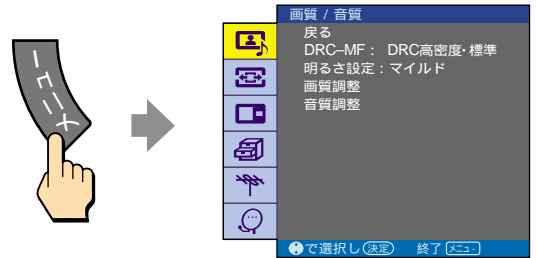 メニュー
画質 / 音質
戻る
DRC–MF： DRC高密度・標準
明るさ設定：マイルド
画質調整
音質調整
で選択し 決定 終了 メニュー